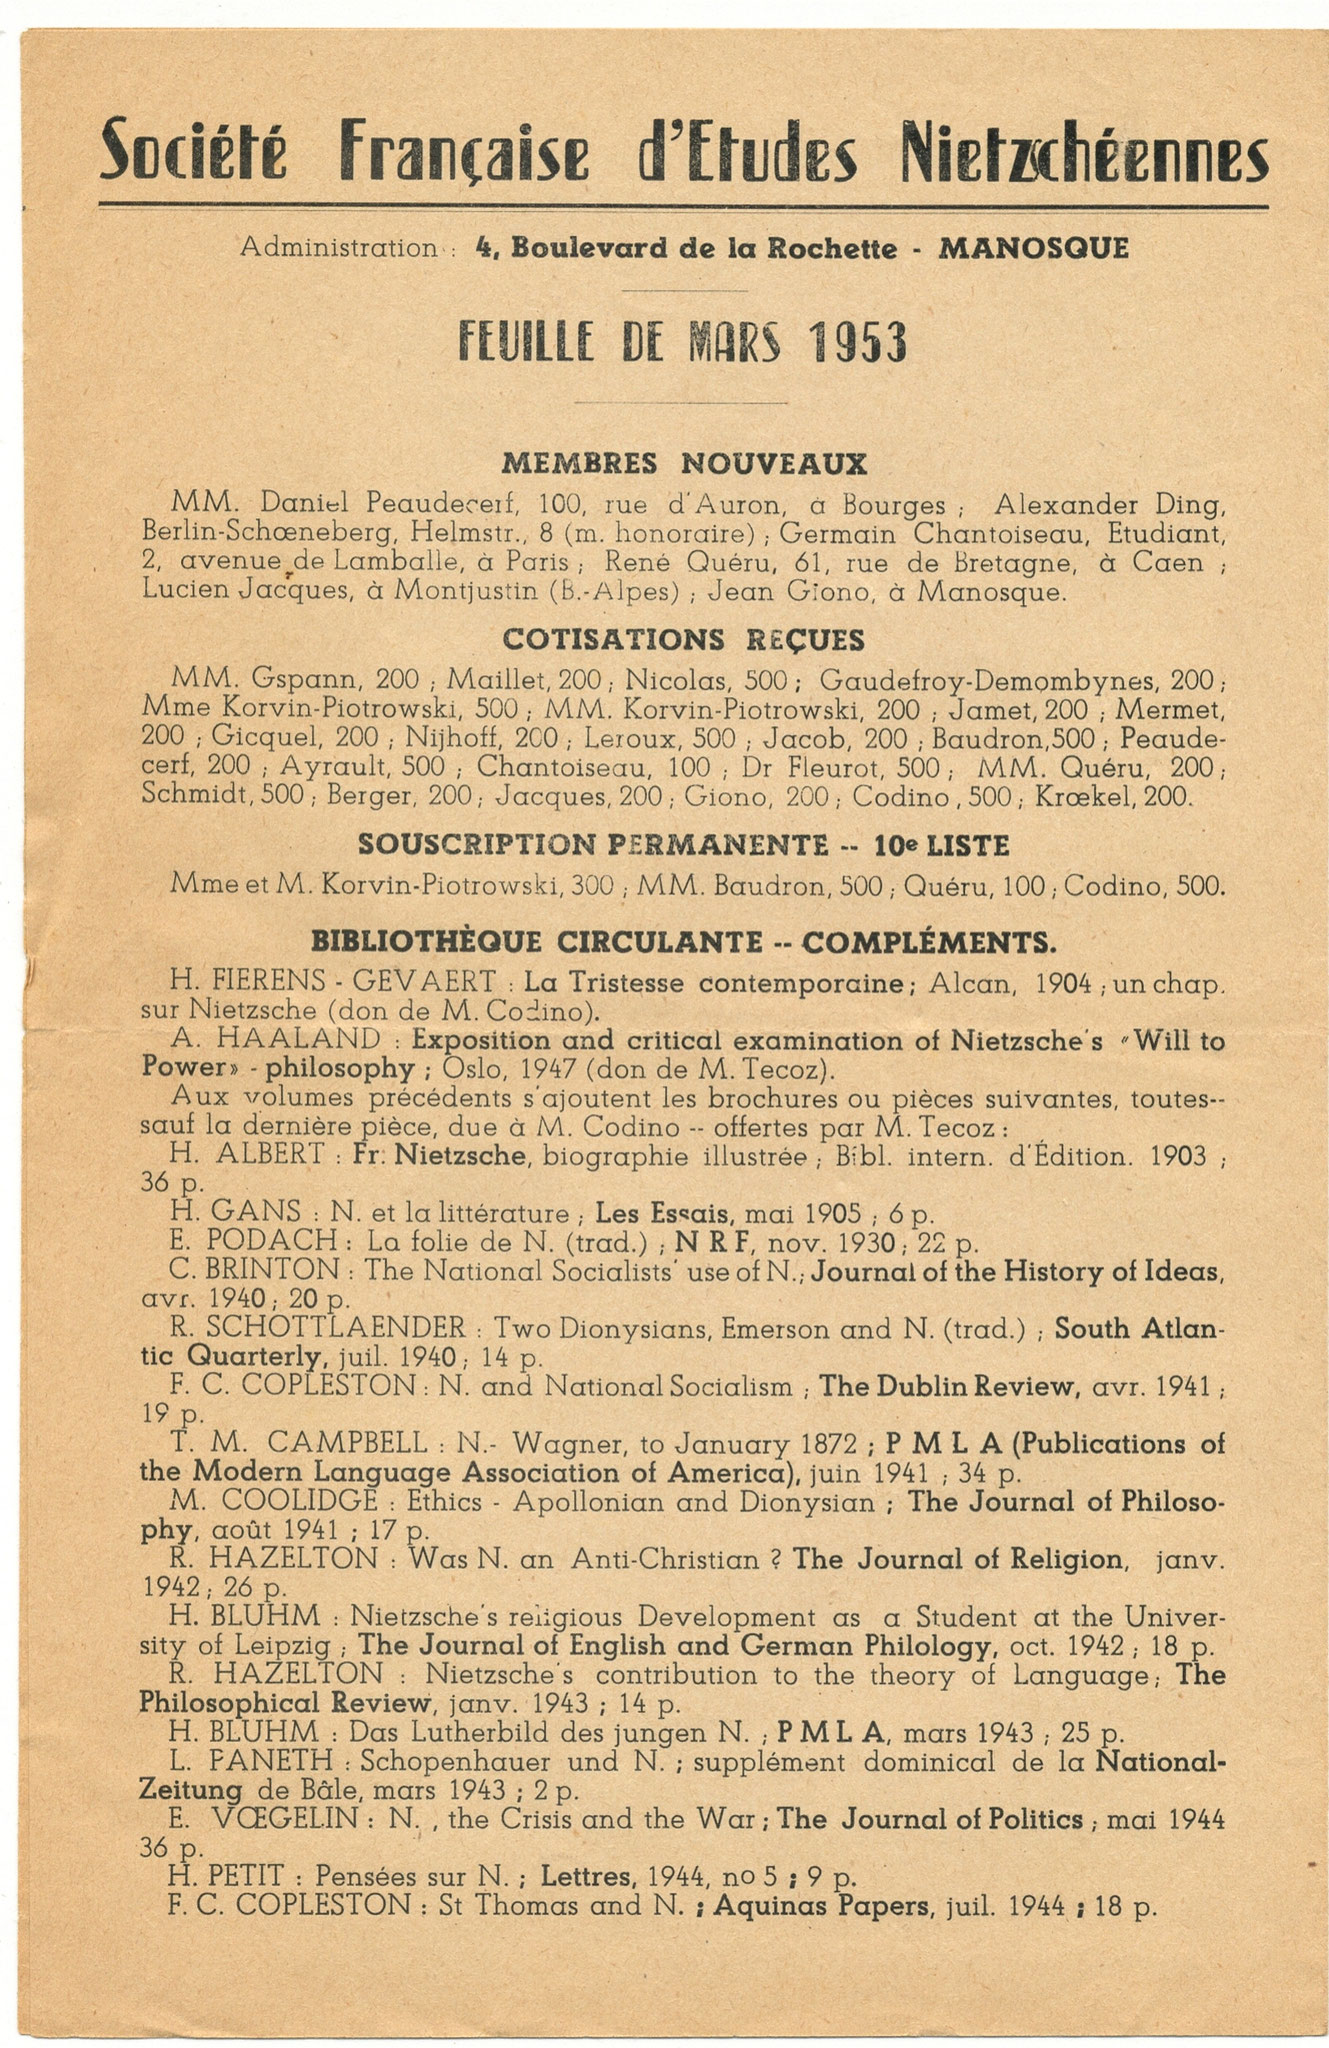 Société Française d'Etudes Nietzschéennes
Administration : 4, Boulevard de la Rochette - MANOSQUE
FEUILLE DE MARS 1953
MEMBRES NOUVEAUX
MM. Daniel Peaudecerf, 100, rue d'Auron, à Bourges ; Alexander Ding,
Berlin-Schœneberg, Helmstr., 8 (m. honoraire) ; Germain Chantoiseau, Etudiant,
2, avenue de Lamballe, à Paris ; René Quéru, 61, rue de Bretagne, à Caen ;
Lucien Jacques, à Montjustin (B.-Alpes) ; Jean Giono, à Manosque.
COTISATIONS REÇUES
MM. Gspann, 200 ; Maillet, 200 ; Nicolas, 500 ; Gaudefroy-Demombynes, 200 ;
Mme Korvin-Piotrowski, 500 ; MM. Korvin-Piotrowski, 200 ; Jamet, 200 ; Mermet,
200 ; Gicquel, 200 ; Nijhoff, 200 ; Leroux, 500 ; Jacob, 200 ; Baudron,500 ; Peaude-
cerf, 200 ; Ayrault, 500 ; Chantoiseau, 100 ; Dr Fleurot, 500 ; MM. Quéru, 200 ;
Schmidt, 500 ; Berger, 200 ; Jacques, 200 ; Giono, 200 ; Codino , 500 ; Krœkel, 200.
SOUSCRIPTION PERMANENTE -- 10e LISTE
Mme et M. Korvin-Piotrowski, 300 ; MM. Baudron, 500 ; Quéru, 100 ; Codino, 500.
BIBLIOTHÈQUE CIRCULANTE -- COMPLÉMENTS.
H. FIERENS - GEVAERT : La Tristesse contemporaine ; Alcan, 1904 ; un chap.
sur Nietzsche (don de M. Codino).
A. HAALAND : Exposition and critical examination of Nietzsche's «Will to
Power» - philosophy ; Oslo, 1947 (don de M. Tecoz).
Aux volumes précédents s'ajoutent les brochures ou pièces suivantes, toutes--
sauf la dernière pièce, due à M. Codino -- offertes par M. Tecoz :
H. ALBERT : Fr. Nietzsche, biographie illustrée ; Bibl. intern. d'Édition. 1903 ;
36 p.
H. GANS : N. et la littérature ; Les Essais, mai 1905 ; 6 p.
E. PODACH : La folie de N. (trad.) ; N R F, nov. 1930 ; 22 p.
C. BRINTON : The National Socialists' use of N.; Journal of the History of Ideas,
avr. 1940 ; 20 p.
R. SCHOTTLAENDER : Two Dionysians, Emerson and N. (trad.) ; South Atlan-
tic Quarterly, juil. 1940 ; 14 p.
F. C. COPLESTON : N. and National Socialism ; The Dublin Review, avr. 1941 ;
19 p.
T. M. CAMPBELL : N.- Wagner, to January 1872 ; P M L A (Publications of
the Modern Language Association of America), juin 1941 ; 34 p.
M. COOLIDGE : Ethics - Apollonian and Dionysian ; The Journal of Philoso-
phy, août 1941 ; 17 p.
R. HAZELTON : Was N. an Anti-Christian ? The Journal of Religion, janv.
1942 ; 26 p.
H. BLUHM : Nietzsche's religious Development as a Student at the Univer-
sity of Leipzig ; The Journal of English and German Philology, oct. 1942 ; 18 p.
R. HAZELTON : Nietzsche's contribution to the theory of Language ; The
Philosophical Review, janv. 1943 ; 14 p.
H. BLUHM : Das Lutherbild des jungen N. ; P M L A, mars 1943 ; 25 p.
L. PANETH : Schopenhauer und N. ; supplément dominical de la National-
Zeitung de Bâle, mars 1943 ; 2 p.
E. VŒGELIN : N. , the Crisis and the War ; The Journal of Politics ; mai 1944
36 p.
H. PETIT : Pensées sur N. ; Lettres, 1944, no 5 ; 9 p.
F. C. COPLESTON : St Thomas and N. ; Aquinas Papers, juil. 1944 ; 18 p.